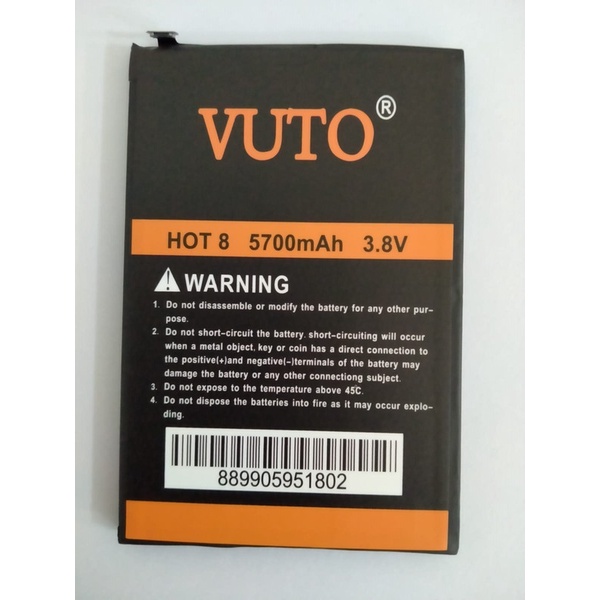 VUTO®
HOT 8 5700mAh 3.8V
WARNING
1. Do not disassemble or modify the battery for any other pur-
pose.
2. Do not short-circuit the battery. short-circuiting will occur
when a metal object, key or coin has a direct connection to
the positive(+)and negative(-)terminals of the battery may
damage the battery or any other connectiong subject.
3. Do not expose to the temperature above 45℃.
4. Do not dispose the batteries into fire as it may occur explo-
ding.
889905951802